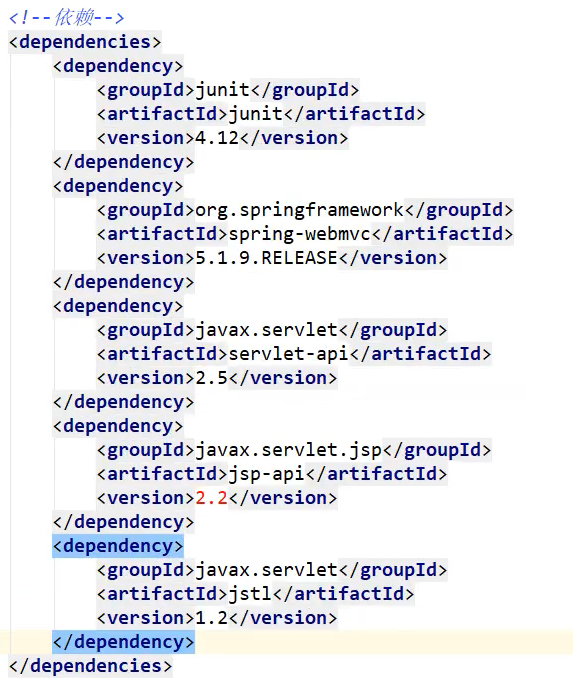 <!--依赖-->
<dependencies>
<dependency>
<groupId>junit</groupId>
<artifactId>junit</artifactId>
<version>4.12</version>
</dependency>
<dependency>
<groupId>org.springframework</groupId>
<artifactId>spring-webmvc</artifactId>
<version>5.1.9.RELEASE</version>
</dependency>
<dependency>
<groupId>javax.servlet</groupId>
<artifactId>servlet-api</artifactId>
<version>2.5</version>
</dependency>
<dependency>
<groupId>javax.servlet.jsp</groupId>
<artifactId>jsp-api</artifactId>
<version>2.2</version>
</dependency>
<dependency>
<groupId>javax.servlet</groupId>
<artifactId>jstl</artifactId>
<version>1.2</version>
</dependency>
</dependencies>